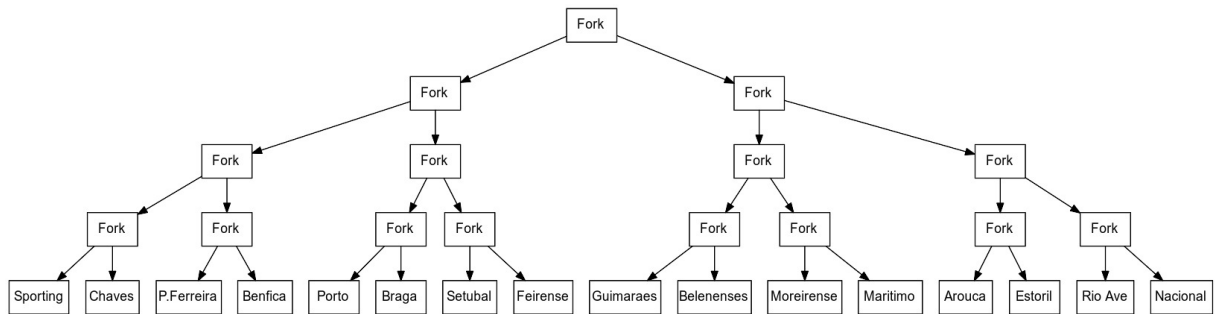 Fork
Fork Fork
Fork Fork Fork Fork
Fork Fork Fork Fork Fork Fork Fork Fork
Sporting Chaves P.Ferreira Benfica Porto Braga Setubal Feirense Guimaraes Belenenses Moreirense Maritimo Arouca Estoril Rio Ave Nacional